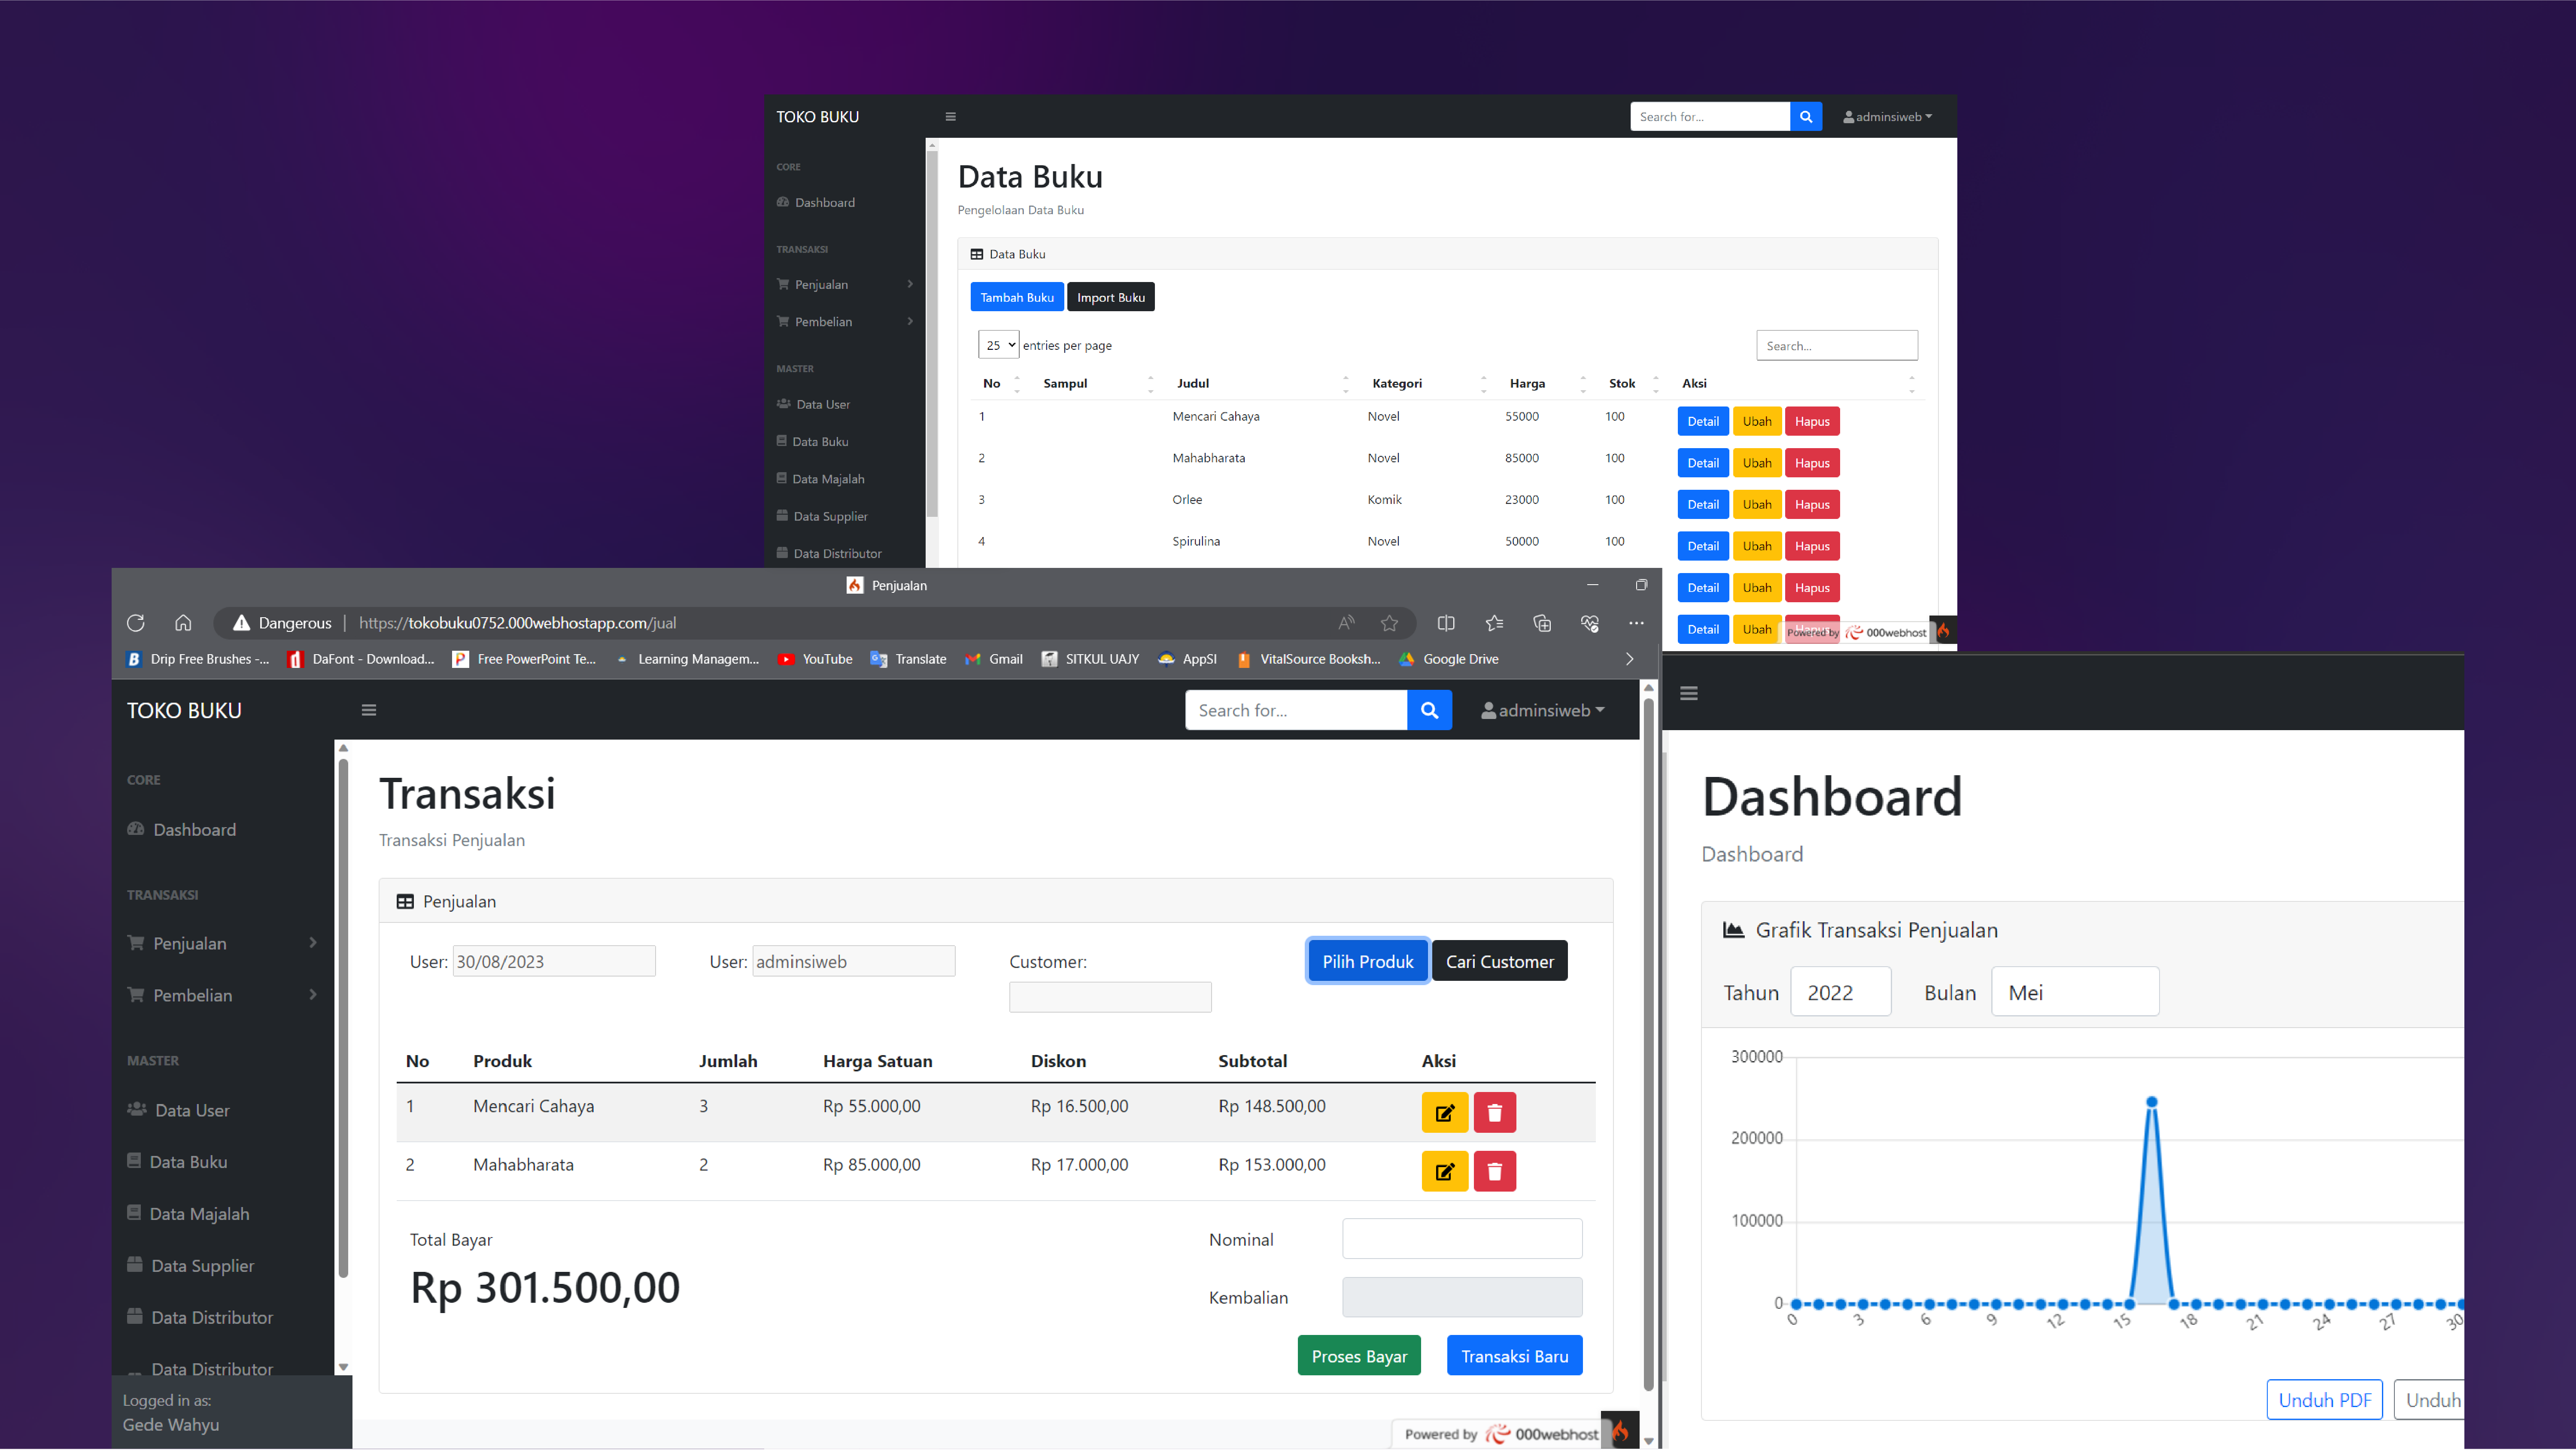 TOKO BUKU
Search for...
adminsiweb
CORE
Dashboard
TRANSAKSI
Penjualan
Pembelian
MASTER
Data User
Data Buku
Data Majalah
Data Supplier
Data Distributor
Data Buku
Pengelolaan Data Buku
Data Buku
Tambah Buku Import Buku
25 entries per page Search...
No Sampul Judul Kategori Harga Stok Aksi
1 Mencari Cahaya Novel 55000 100 Detail Ubah Hapus
2 Mahabharata Novel 85000 100 Detail Ubah Hapus
3 Orlee Komik 23000 100 Detail Ubah Hapus
4 Spirulina Novel 50000 100 Detail Ubah Hapus
Detail Ubah Hapus
Detail Ubah
Powered by 000webhost
Penjualan
Dangerous | https://tokobuku0752.000webhostapp.com/jual
Drip Free Brushes -... DaFont - Download... Free PowerPoint Te... Learning Managem... YouTube Translate Gmail SITKUL UAJY AppSI VitalSource Booksh... Google Drive
TOKO BUKU
Search for...
adminsiweb
CORE
Dashboard
TRANSAKSI
Penjualan
Pembelian
MASTER
Data User
Data Buku
Data Majalah
Data Supplier
Data Distributor
Data Distributor
Logged in as:
Gede Wahyu
Transaksi
Transaksi Penjualan
Penjualan
User: 30/08/2023 User: adminsiweb Customer: Pilih Produk Cari Customer
No Produk Jumlah Harga Satuan Diskon Subtotal Aksi
1 Mencari Cahaya 3 Rp 55.000,00 Rp 16.500,00 Rp 148.500,00
2 Mahabharata 2 Rp 85.000,00 Rp 17.000,00 Rp 153.000,00
Total Bayar
Rp 301.500,00
Nominal
Kembalian
Proses Bayar Transaksi Baru
Powered by 000webhost
Dashboard
Dashboard
Grafik Transaksi Penjualan
Tahun 2022 Bulan Mei
300000
200000
100000
0
0 3 6 9 12 15 18 21 24 27 30
Unduh PDF Unduh